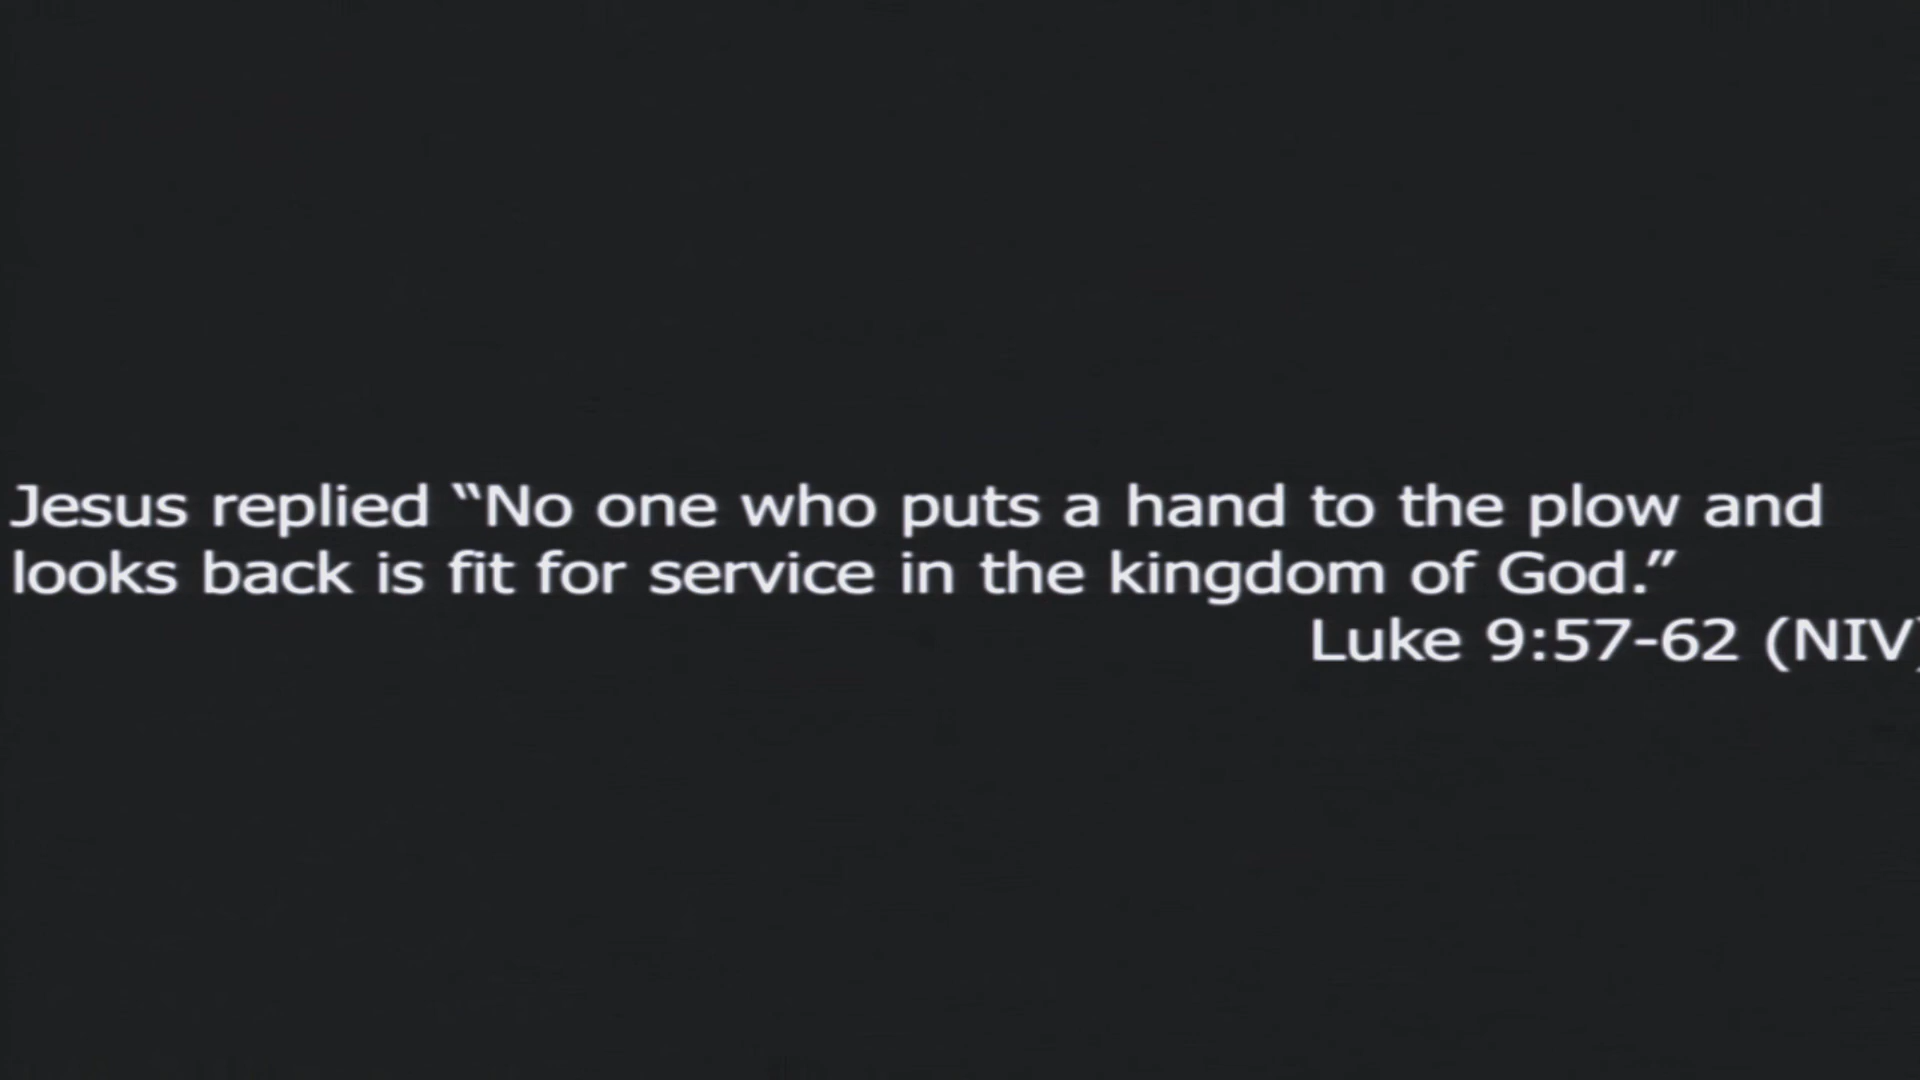 Jesus replied “No one who puts a hand to the plow and
looks back is fit for service in the kingdom of God.”
Luke 9:57-62 (NIV)